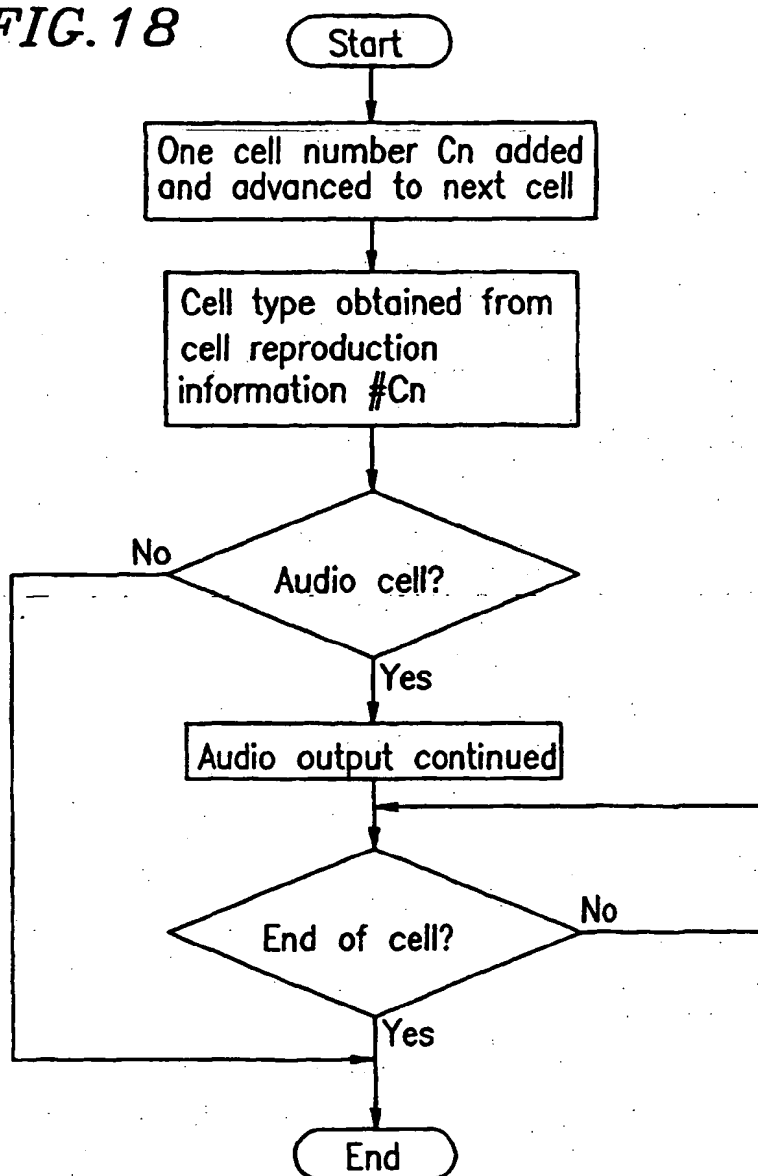 FIG.18
Start
One cell number Cn added
and advanced to next cell
Cell type obtained from
cell reproduction
information #Cn
Audio cell?
No
Yes
Audio output continued
End of cell?
No
Yes
End